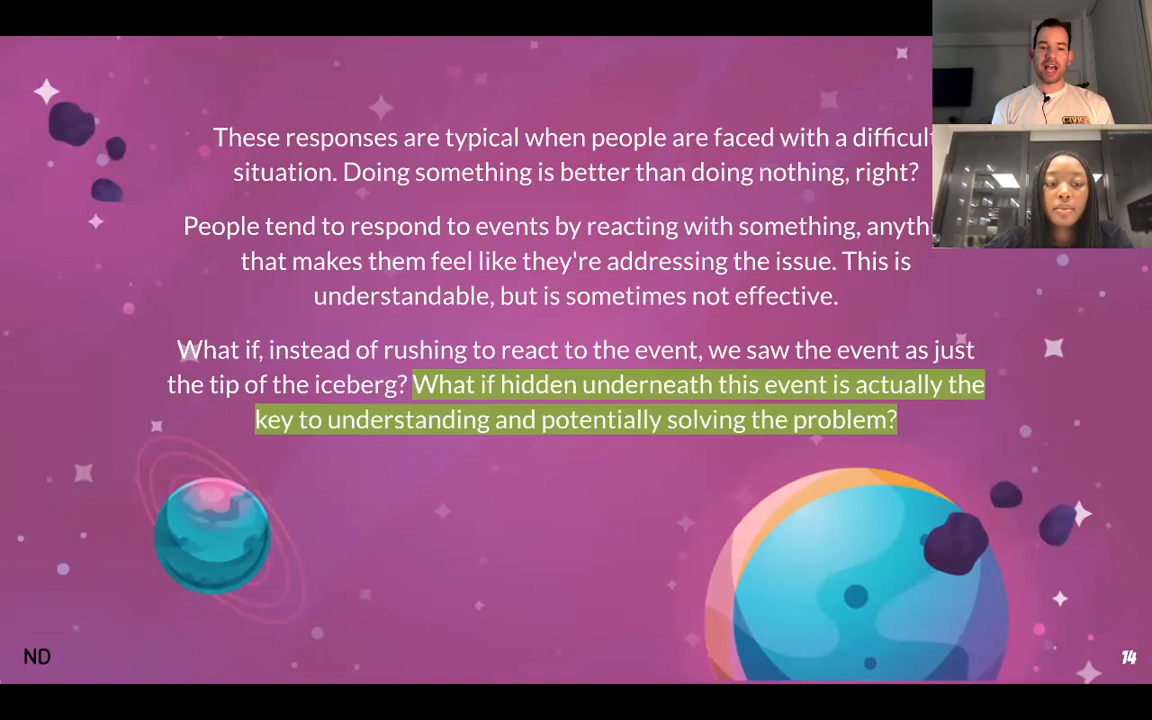 These responses are typical when people are faced with a difficult
situation. Doing something is better than doing nothing, right?
People tend to respond to events by reacting with something, anythi
that makes them feel like they're addressing the issue. This is
understandable, but is sometimes not effective.
What if, instead of rushing to react to the event, we saw the event as just
the tip of the iceberg? What if hidden underneath this event is actually the
key to understanding and potentially solving the problem?
ND
14